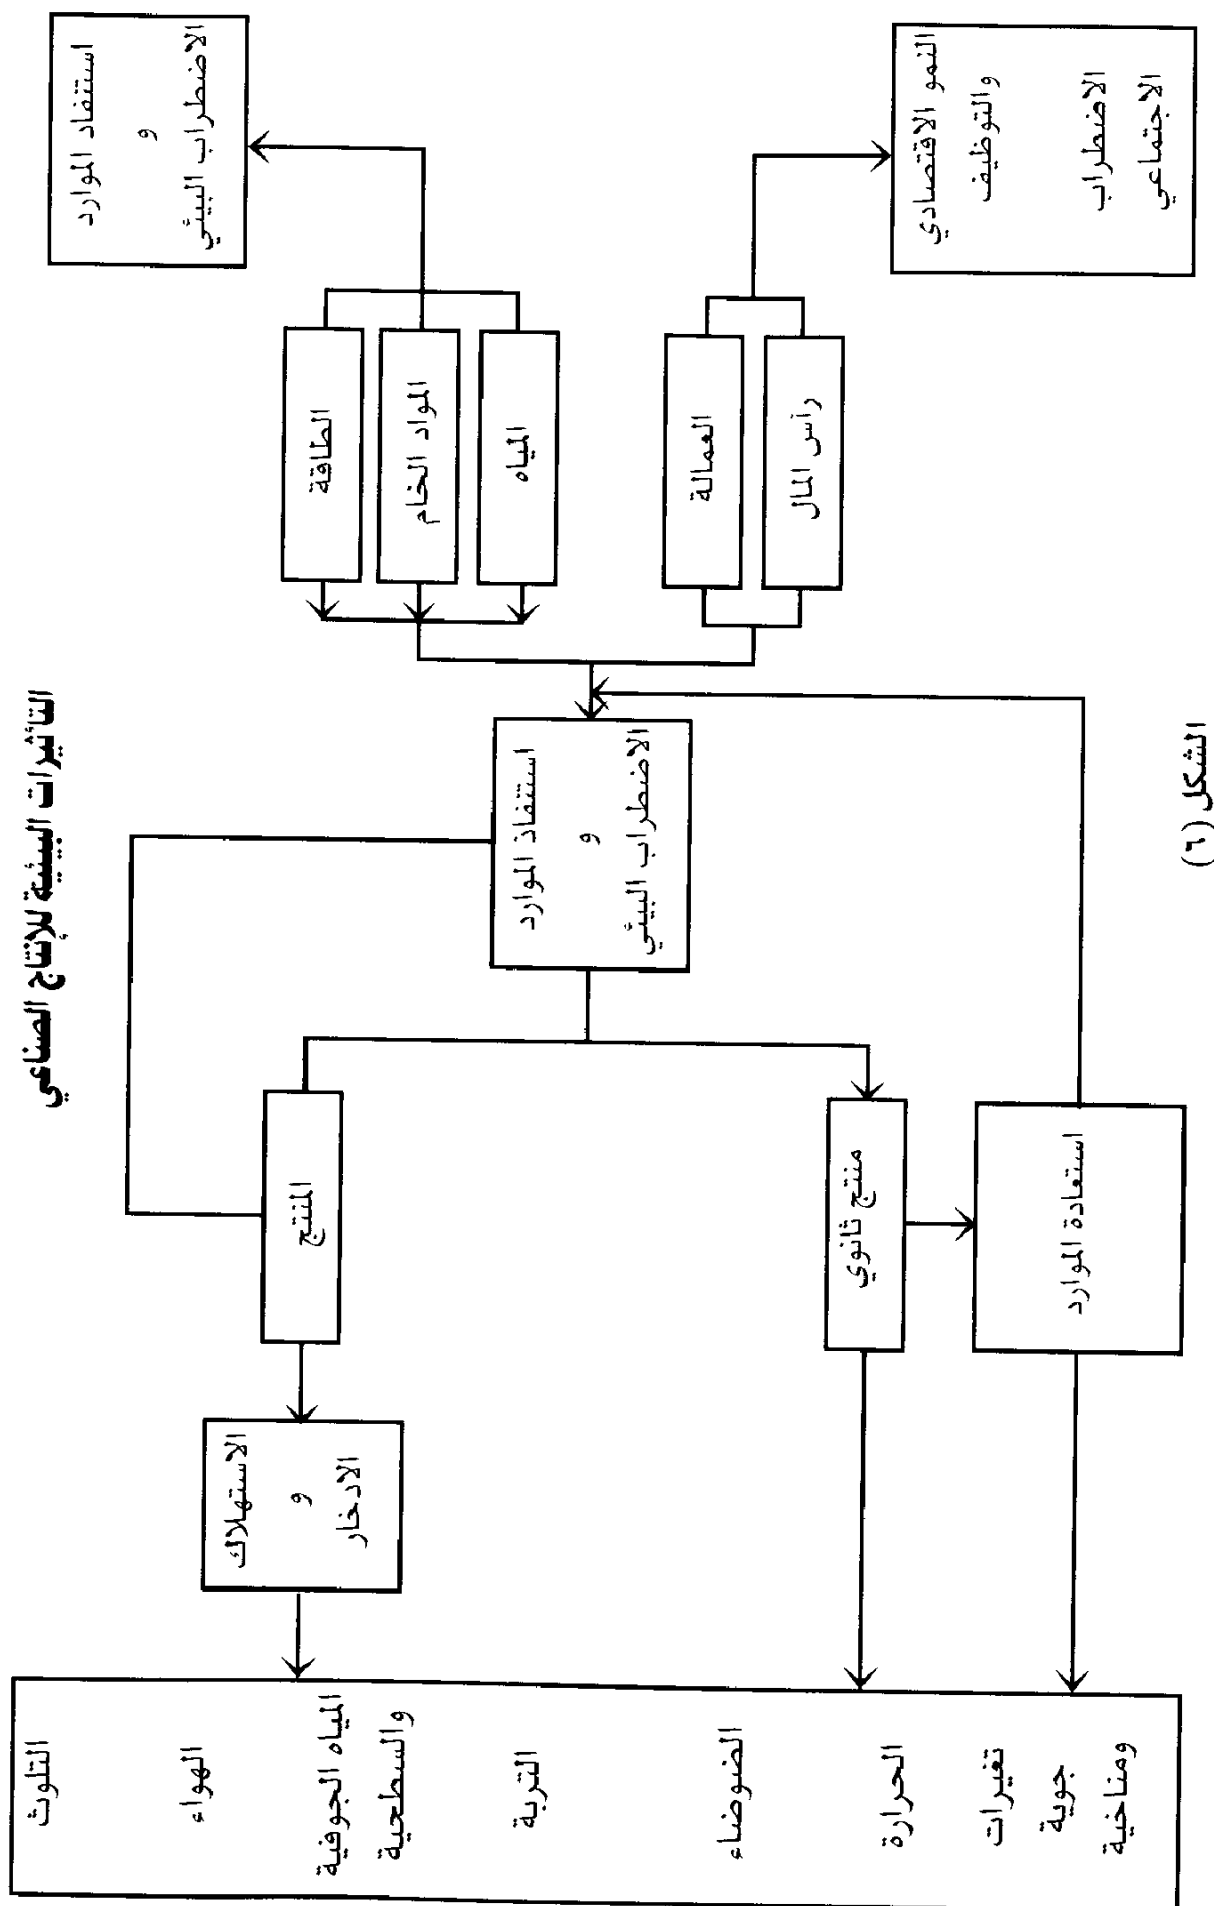 التأثيرات البيئية للإنتاج الصناعي
استنفاد الموارد
و
الاضطراب البيئي
النمو الاقتصادي
والتوظيف
الاضطراب
الاجتماعي
الطاقة
المواد الخام
المياه
العمالة
رأس المال
استنفاذ الموارد
و
الاضطراب البيئي
المنتج
منتج ثانوي
استعادة الموارد
الاستهلاك
و
الادخار
التلوث
الهواء
المياه الجوفية
والسطحية
التربة
الضوضاء
الحرارة
تغيرات
جوية
ومناخية
الشكل (٦)